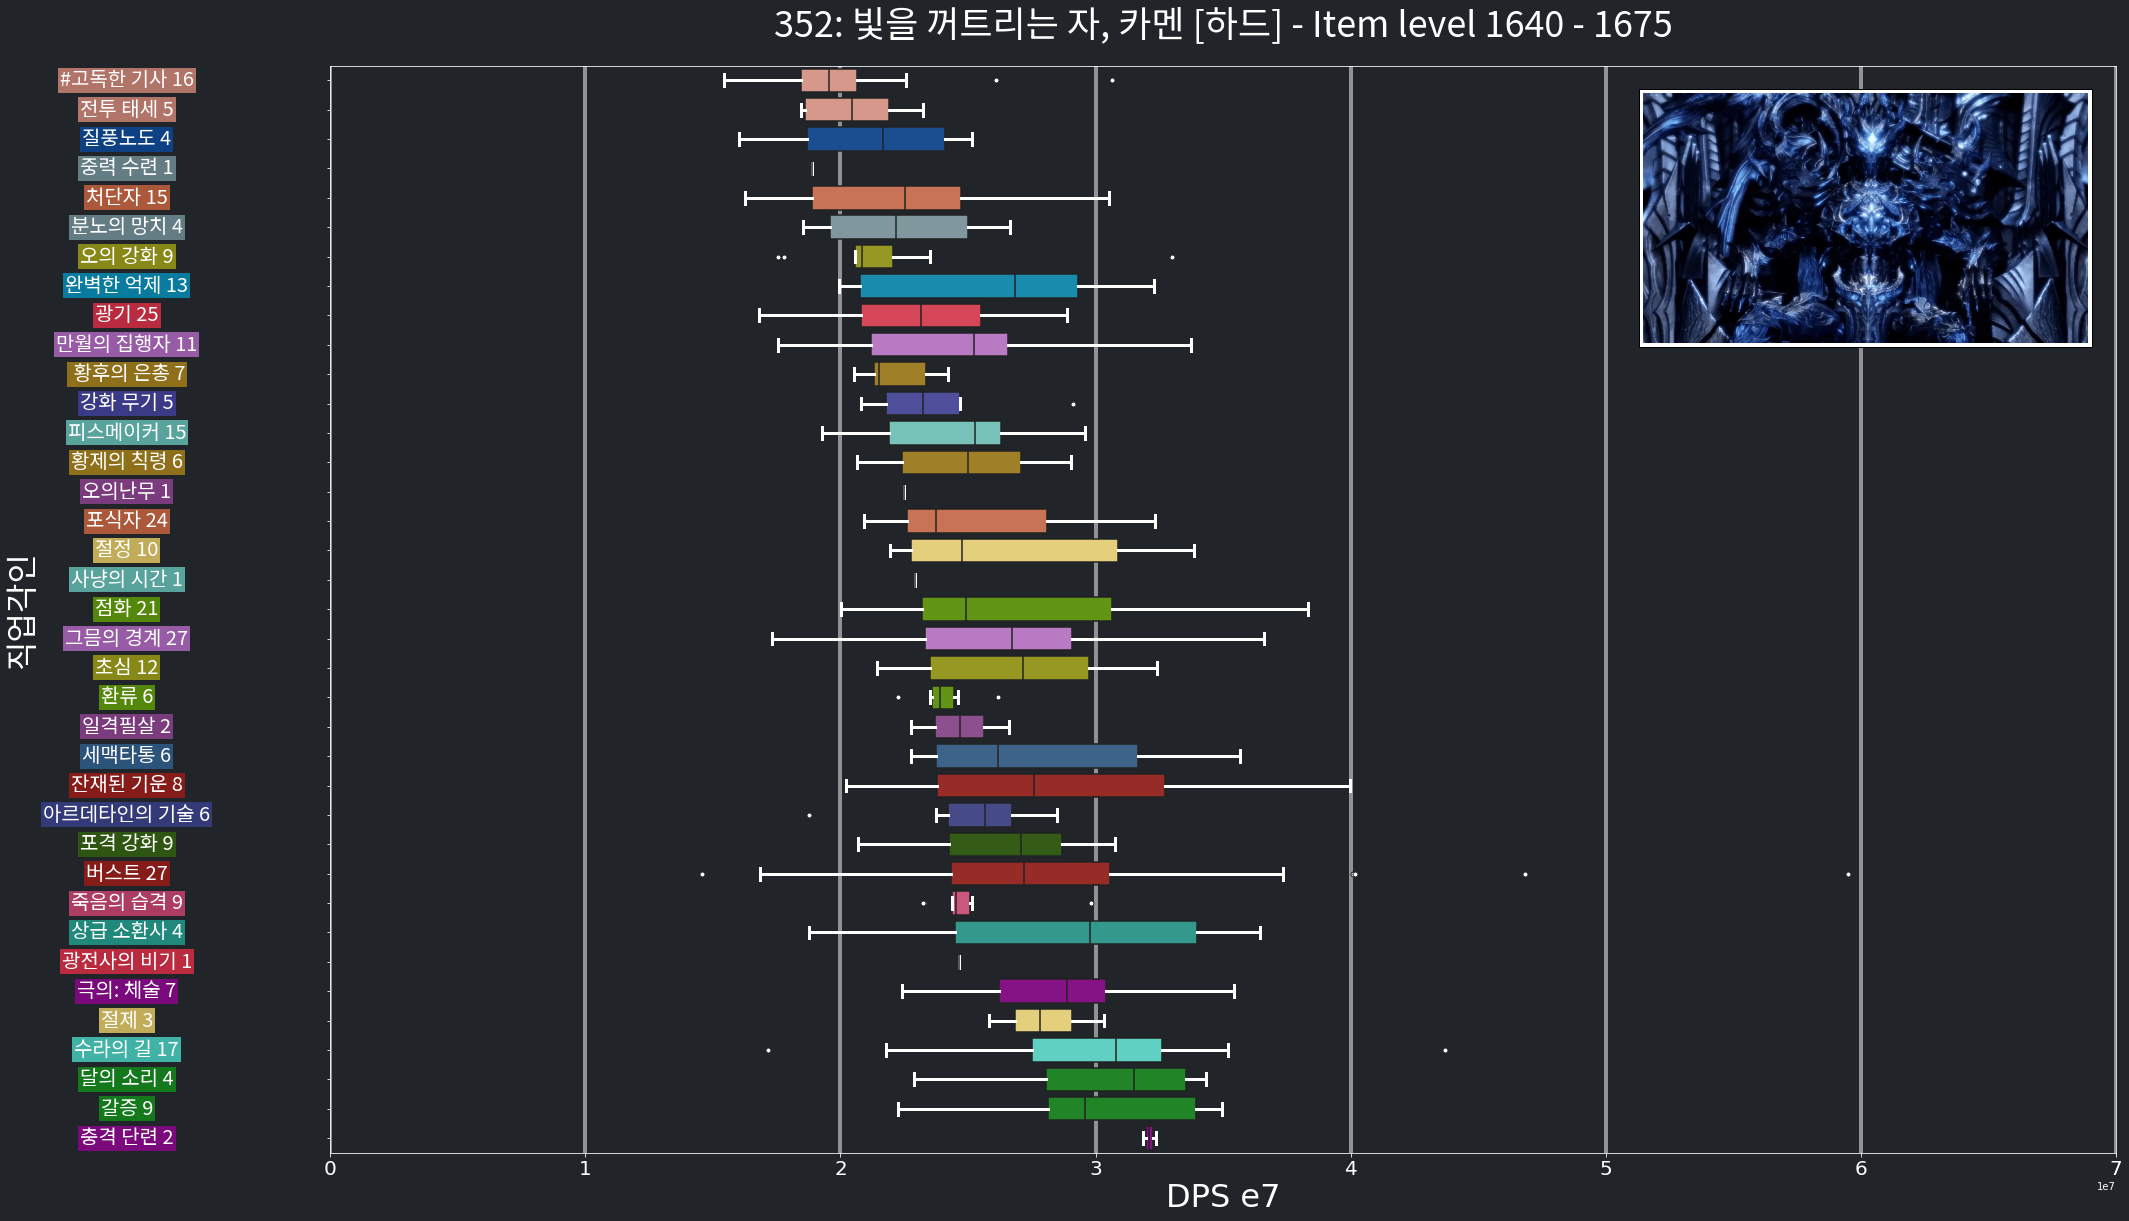 352: 빛을 꺼트리는 자, 카멘 [하드] - Item level 1640 - 1675
직업각인
#고독한 기사 16
전투 태세 5
질풍노도 4
중력 수련 1
처단자 15
분노의 망치 4
오의 강화 9
완벽한 억제 13
광기 25
만월의 집행자 11
황후의 은총 7
강화 무기 5
피스메이커 15
황제의 칙령 6
오의난무 1
포식자 24
절정 10
사냥의 시간 1
점화 21
그믐의 경계 27
초심 12
환류 6
일격필살 2
세맥타통 6
잔재된 기운 8
아르데타인의 기술 6
포격 강화 9
버스트 27
죽음의 습격 9
상급 소환사 4
광전사의 비기 1
극의: 체술 7
절제 3
수라의 길 17
달의 소리 4
갈증 9
충격 단련 2
0 1 2 3 4 5 6 7
1e7
DPS e7